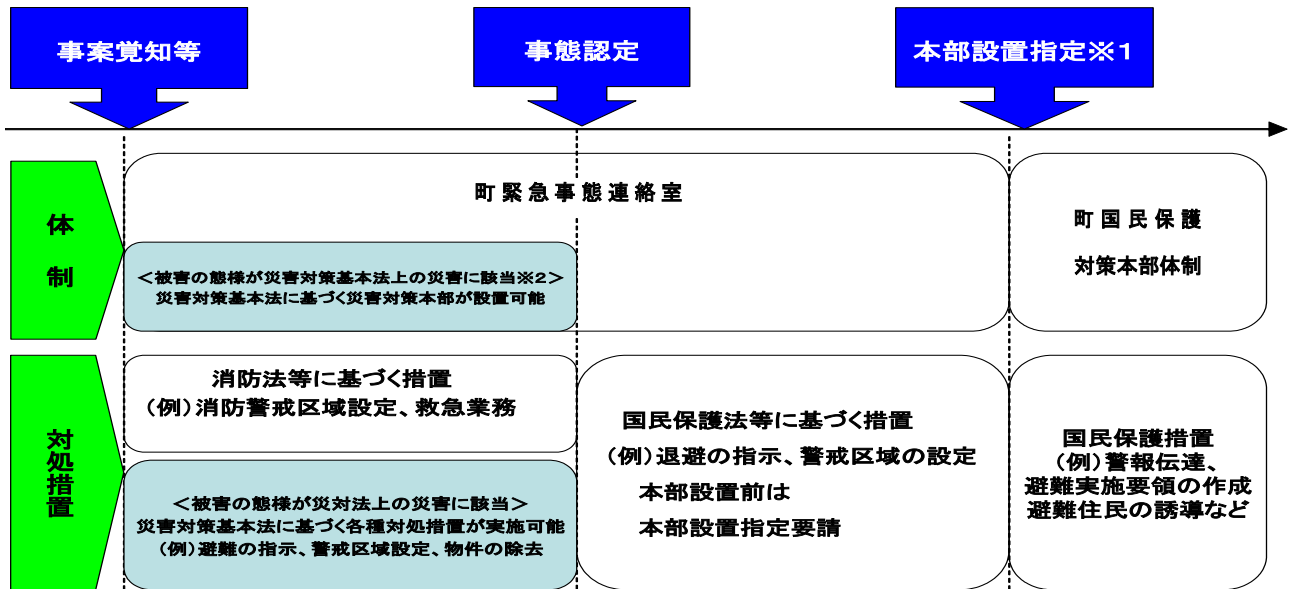 事案覚知等
事態認定
本部設置指定※1
体
制
町緊急事態連絡室
＜被害の態様が災害対策基本法上の災害に該当※2＞
災害対策基本法に基づく災害対策本部が設置可能
町国民保護
対策本部体制
対処措置
消防法等に基づく措置
（例）消防警戒区域設定、救急業務
＜被害の態様が災対法上の災害に該当＞
災害対策基本法に基づく各種対処措置が実施可能
（例）避難の指示、警戒区域設定、物件の除去
国民保護法等に基づく措置
（例）退避の指示、警戒区域の設定
本部設置前は
本部設置指定要請
国民保護措置
（例）警報伝達、
避難実施要領の作成
避難住民の誘導など